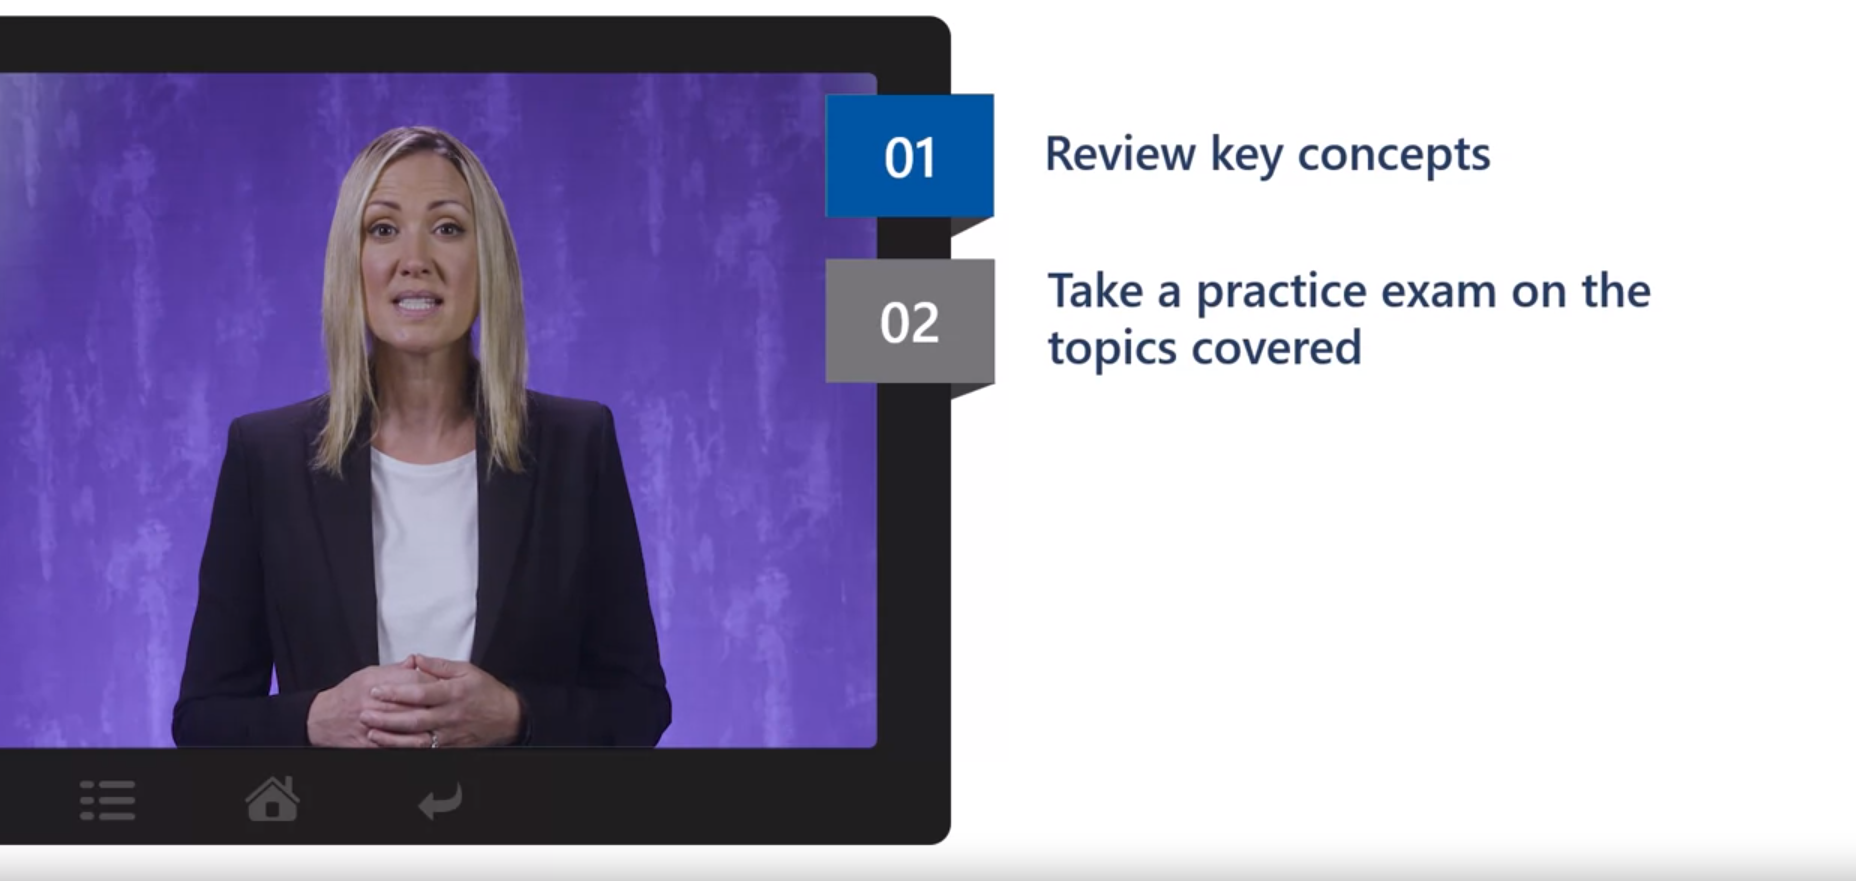 01
Review key concepts
02
Take a practice exam on the
topics covered